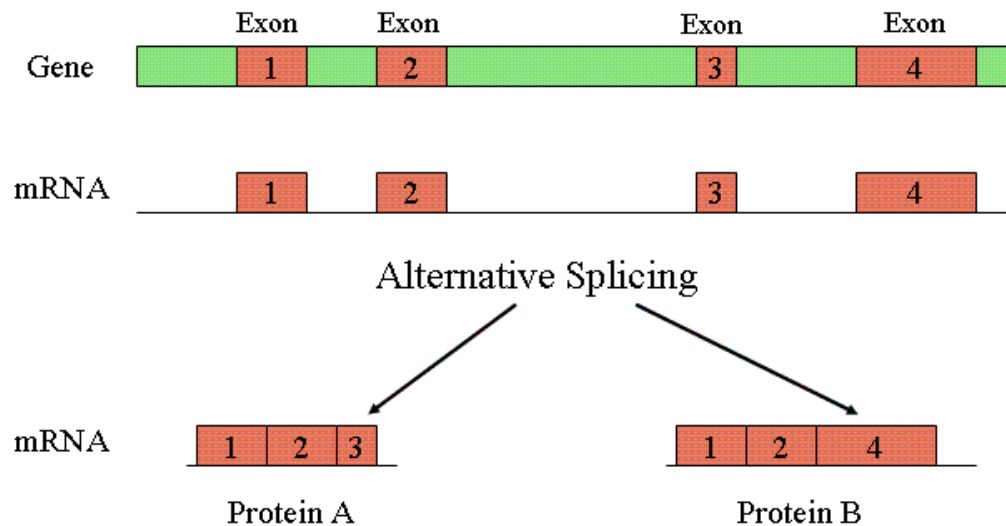 Exon Exon Exon Exon
Gene 1 2 3 4
mRNA 1 2 3 4
Alternative Splicing
mRNA 1 2 3 1 2 4
Protein A Protein B